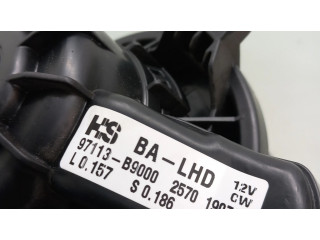 HS BA-LHD 12V
97113-B9000 2570 CW
L 0.157 S 0.186